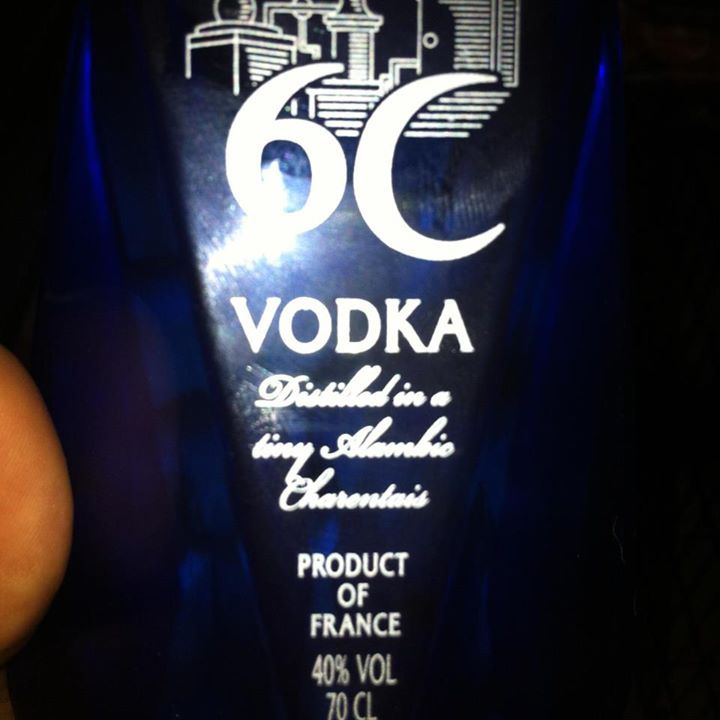 6C
VODKA
Distilled in a
tiny Alambic
Charentais
PRODUCT
OF
FRANCE
40% VOL
70 CL